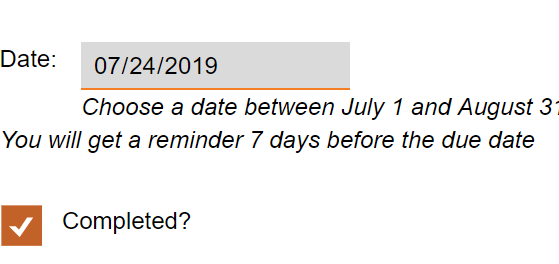 Date: 07/24/2019
Choose a date between July 1 and August 31
You will get a reminder 7 days before the due date
Completed?